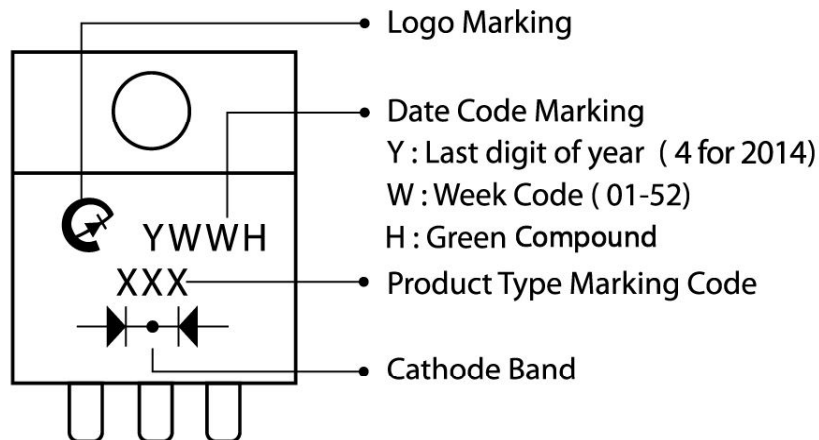 Logo Marking
Date Code Marking
Y : Last digit of year ( 4 for 2014)
W : Week Code ( 01-52)
YWWH
H : Green Compound
XXX
Product Type Marking Code
Cathode Band